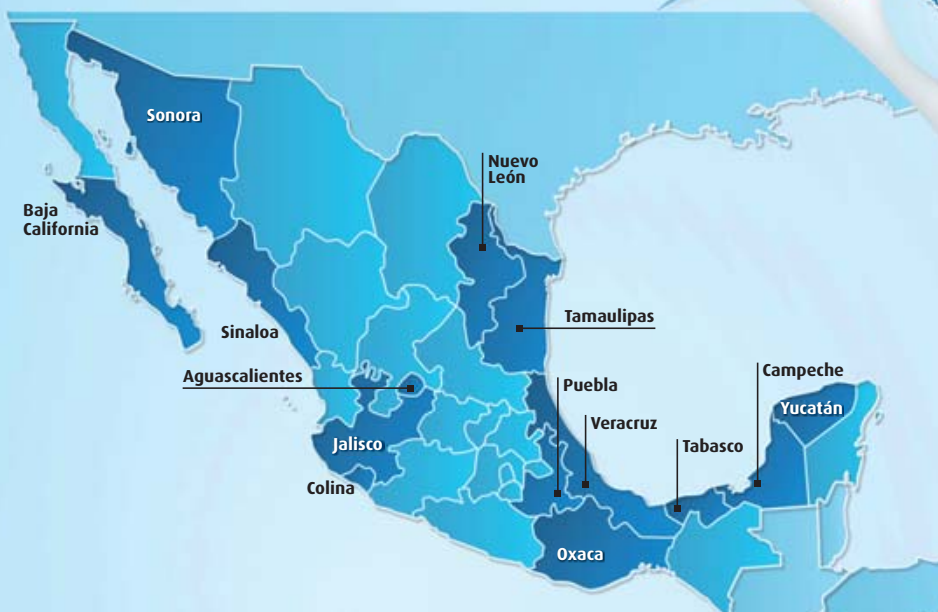 Sonora
Nuevo
León
Baja
California
Tamaulipas
Sinaloa
Aguascalientes
Puebla
Campeche
Yucatán
Veracruz
Jalisco
Tabasco
Colina
Oxaca